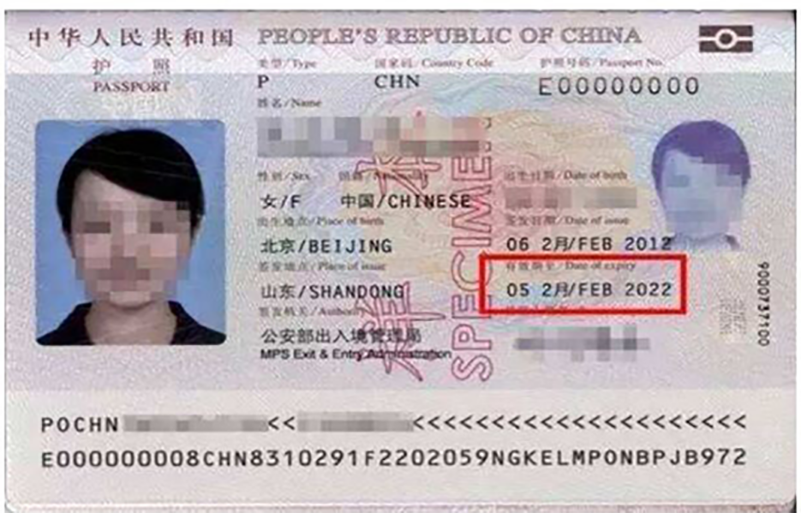 中华人民共和国 PEOPLE'S REPUBLIC OF CHINA
护照 类型/Type 国家码/Country Code 护照号码/Passport No.
PASSPORT P CHN E00000000
姓名/Name
性别/Sex 国籍/Nationality 出生日期/Date of birth
女/F 中国/CHINESE
出生地点/Place of birth 签发日期/Date of issue
北京/BEIJING 06 2月/FEB 2012
签发地点/Place of issue 有效期至/Date of expiry
山东/SHANDONG 05 2月/FEB 2022
签发机关/Authority
公安部出入境管理局
MPS Exit & Entry Administration
样本
SPECIMEN
9000737100
POCHN<<<<<<<<<<<<<<<<<<<<<<<<<
E000000008CHN8310291F2202059NGKELMPONBPJB972